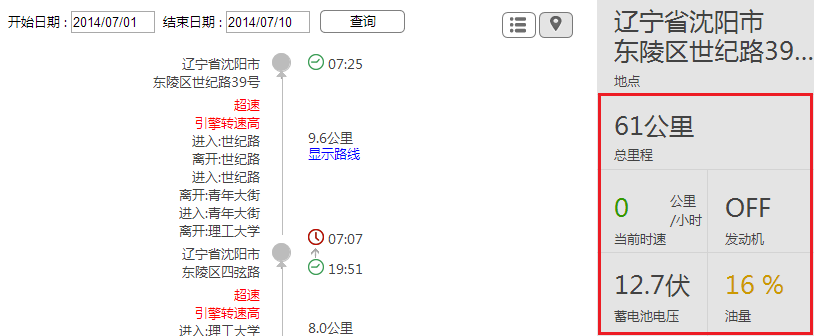 开始日期 : 2014/07/01 结束日期 : 2014/07/10 查询
辽宁省沈阳市
东陵区世纪路39号
07:25
超速
引擎转速高
进入:世纪路
离开:世纪路
进入:世纪路
离开:青年大街
进入:青年大街
离开:理工大学
9.6公里
显示路线
07:07
辽宁省沈阳市
东陵区四眩路
19:51
超速
引擎转速高
进入:理工大学
8.0公里
辽宁省沈阳市
东陵区世纪路39...
地点
61公里
总里程
0 公里
/小时
当前时速
OFF
发动机
12.7伏
蓄电池电压
16 %
油量